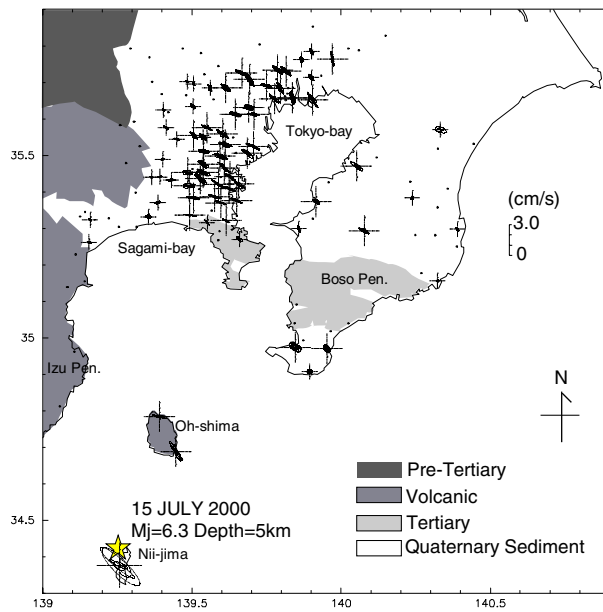 Tokyo-bay
35.5
(cm/s)
3.0
0
Sagami-bay
Boso Pen.
35
Izu Pen.
N
Oh-shima
Pre-Tertiary
Volcanic
15 JULY 2000
Mj=6.3 Depth=5km
Tertiary
34.5
Nii-jima
Quaternary Sediment
139
139.5
140
140.5